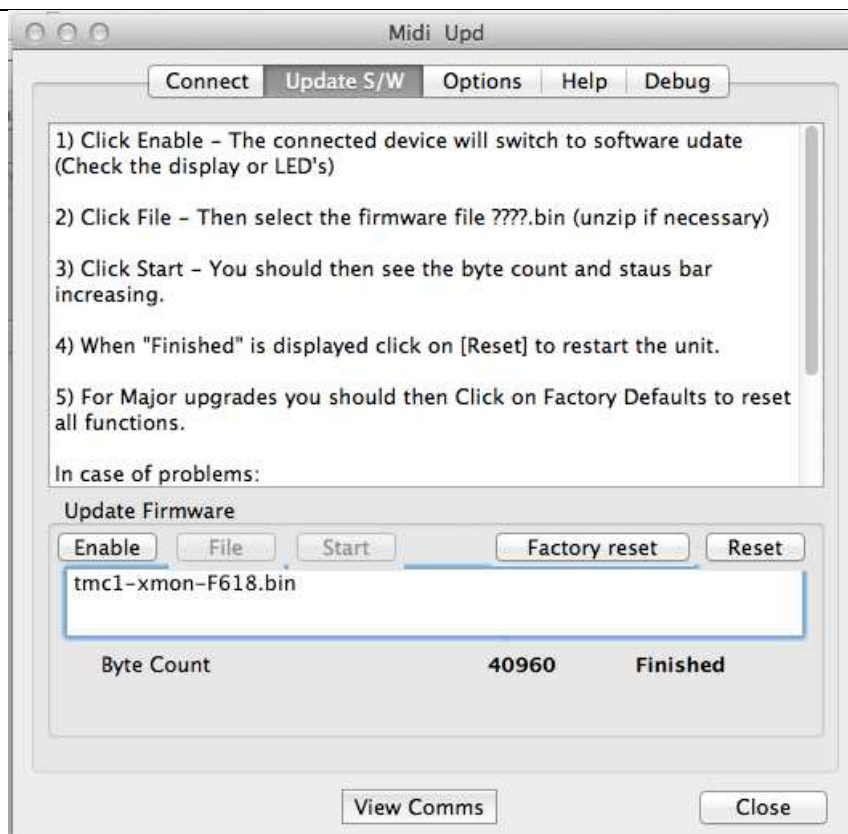 Midi Upd
Connect Update S/W Options Help Debug
1) Click Enable – The connected device will switch to software udate
(Check the display or LED's)
2) Click File – Then select the firmware file ????.bin (unzip if necessary)
3) Click Start – You should then see the byte count and staus bar
increasing.
4) When "Finished" is displayed click on [Reset] to restart the unit.
5) For Major upgrades you should then Click on Factory Defaults to reset
all functions.
In case of problems:
Update Firmware
Enable File Start Factory reset Reset
tmc1-xmon-F618.bin
Byte Count 40960 Finished
View Comms Close